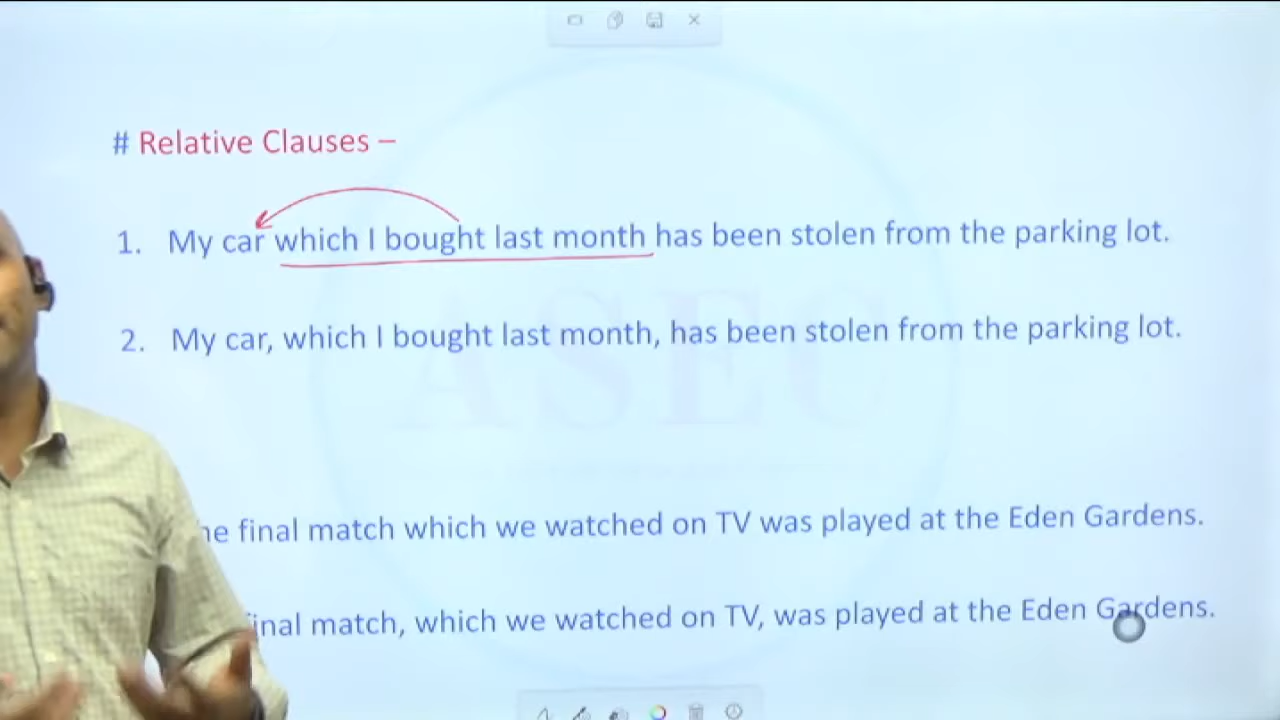 # Relative Clauses –
1. My car which I bought last month has been stolen from the parking lot.
2. My car, which I bought last month, has been stolen from the parking lot.
ASEC
final match which we watched on TV was played at the Eden Gardens.
match, which we watched on TV, was played at the Eden Gardens.